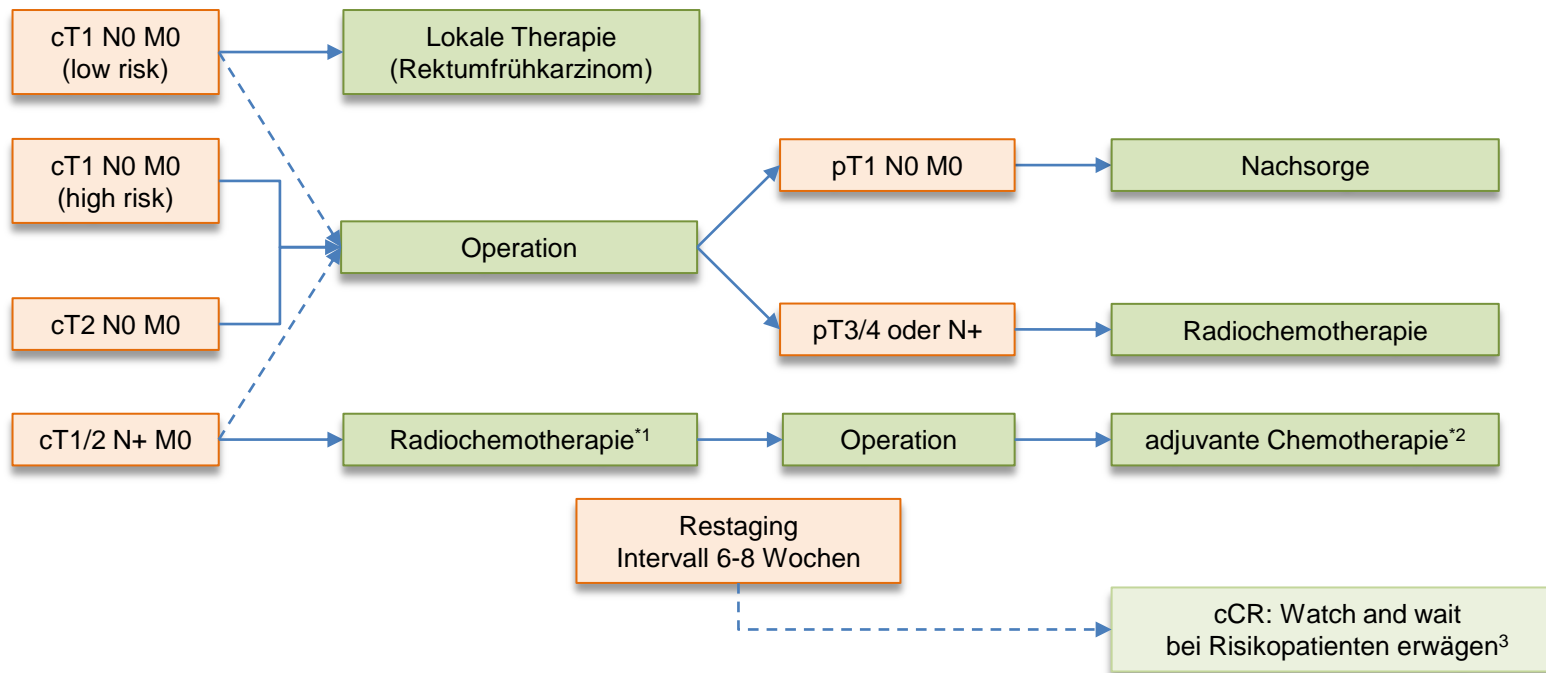 cT1 N0 M0
(low risk)
Lokale Therapie
(Rektumfrühkarzinom)
cT1 N0 M0
(high risk)
pT1 N0 M0
Nachsorge
Operation
cT2 N0 M0
pT3/4 oder N+
Radiochemotherapie
cT1/2 N+ M0
Radiochemotherapie*1
Operation
adjuvante Chemotherapie*2
Restaging
Intervall 6-8 Wochen
cCR: Watch and wait
bei Risikopatienten erwägen3